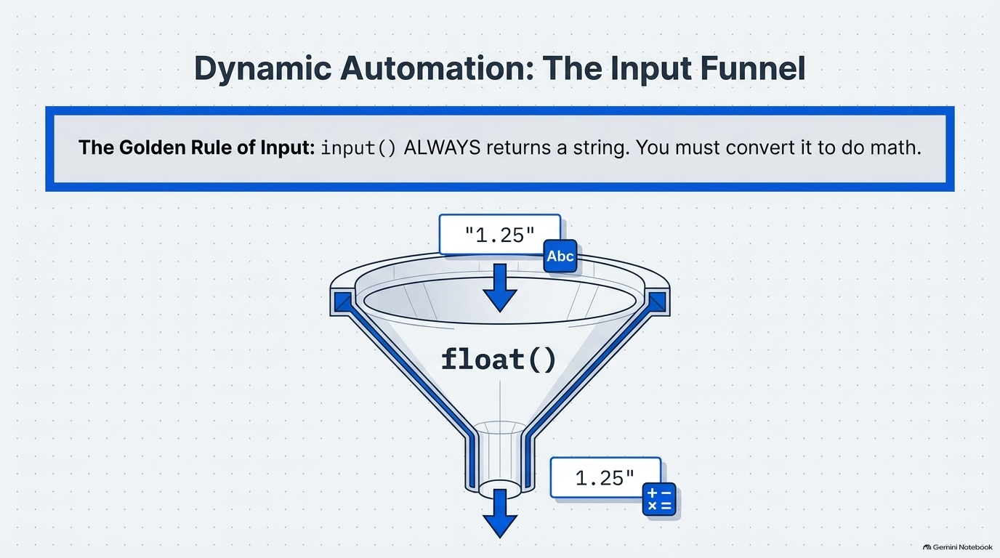 Dynamic Automation: The Input Funnel
The Golden Rule of Input: input() ALWAYS returns a string. You must convert it to do math.
"1.25"
Abc
float()
1.25"
+ −
× =
Gemini Notebook